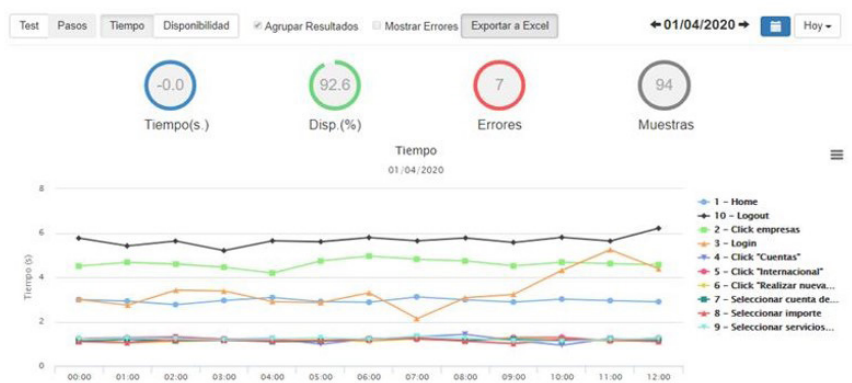 Test Pasos Tiempo Disponibilidad Agrupar Resultados Mostrar Errores Exportar a Excel 01/04/2020 Hoy
-0.0 92.6 7 94
Tiempo(s.) Disp.(%) Errores Muestras
Tiempo
01/04/2020
Tiempo (s)
8
6
4
2
0
00:00 01:00 02:00 03:00 04:00 05:00 06:00 07:00 08:00 09:00 10:00 11:00 12:00
1 - Home
10 - Logout
2 - Click empresas
3 - Login
4 - Click "Cuentas"
5 - Click "Internacional"
6 - Click "Realizar nueva...
7 - Seleccionar cuenta de...
8 - Seleccionar importe
9 - Seleccionar servicios...